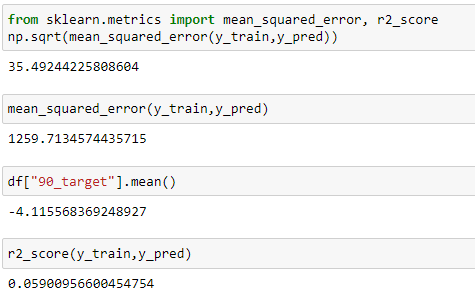 from sklearn.metrics import mean_squared_error, r2_score
np.sqrt(mean_squared_error(y_train,y_pred))
35.49244225808604
mean_squared_error(y_train,y_pred)
1259.7134574435715
df["90_target"].mean()
-4.115568369248927
r2_score(y_train,y_pred)
0.05900956600454754